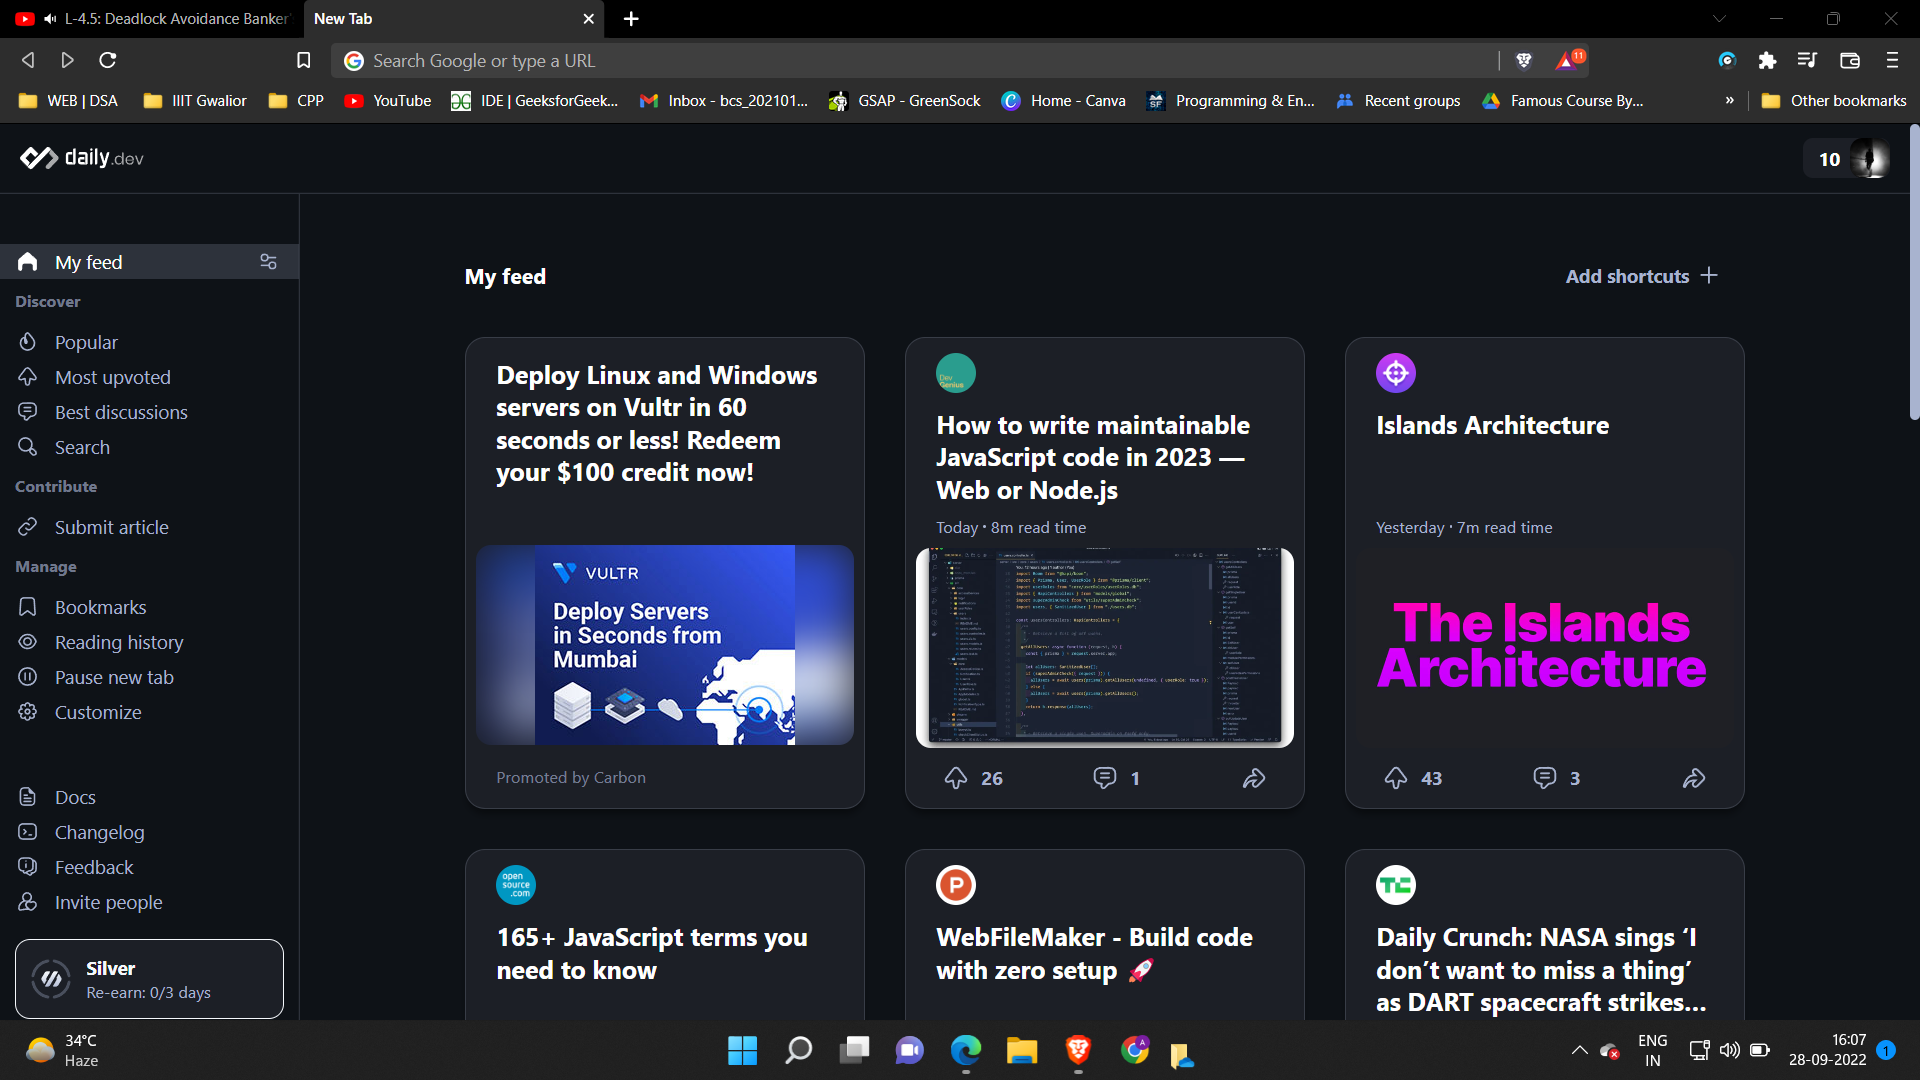 L-4.5: Deadlock Avoidance Banker'
New Tab
Search Google or type a URL
11
WEB | DSA
IIIT Gwalior
CPP
YouTube
IDE | GeeksforGeek...
Inbox - bcs_202101...
GSAP - GreenSock
Home - Canva
Programming & En...
Recent groups
Famous Course By...
»
Other bookmarks
daily.dev
10
My feed
Discover
Popular
Most upvoted
Best discussions
Search
Contribute
Submit article
Manage
Bookmarks
Reading history
Pause new tab
Customize
Docs
Changelog
Feedback
Invite people
Silver
Re-earn: 0/3 days
My feed
Add shortcuts
Deploy Linux and Windows
servers on Vultr in 60
seconds or less! Redeem
your $100 credit now!
VULTR
Deploy Servers
in Seconds from
Mumbai
Promoted by Carbon
Dev
Genius
How to write maintainable
JavaScript code in 2023 —
Web or Node.js
Today · 8m read time
26
1
Islands Architecture
Yesterday · 7m read time
The Islands
Architecture
43
3
open
source
.com
165+ JavaScript terms you
need to know
P
WebFileMaker - Build code
with zero setup 🚀
TC
Daily Crunch: NASA sings ‘I
don’t want to miss a thing’
as DART spacecraft strikes...
34°C
Haze
A
ENG
IN
16:07
28-09-2022
1